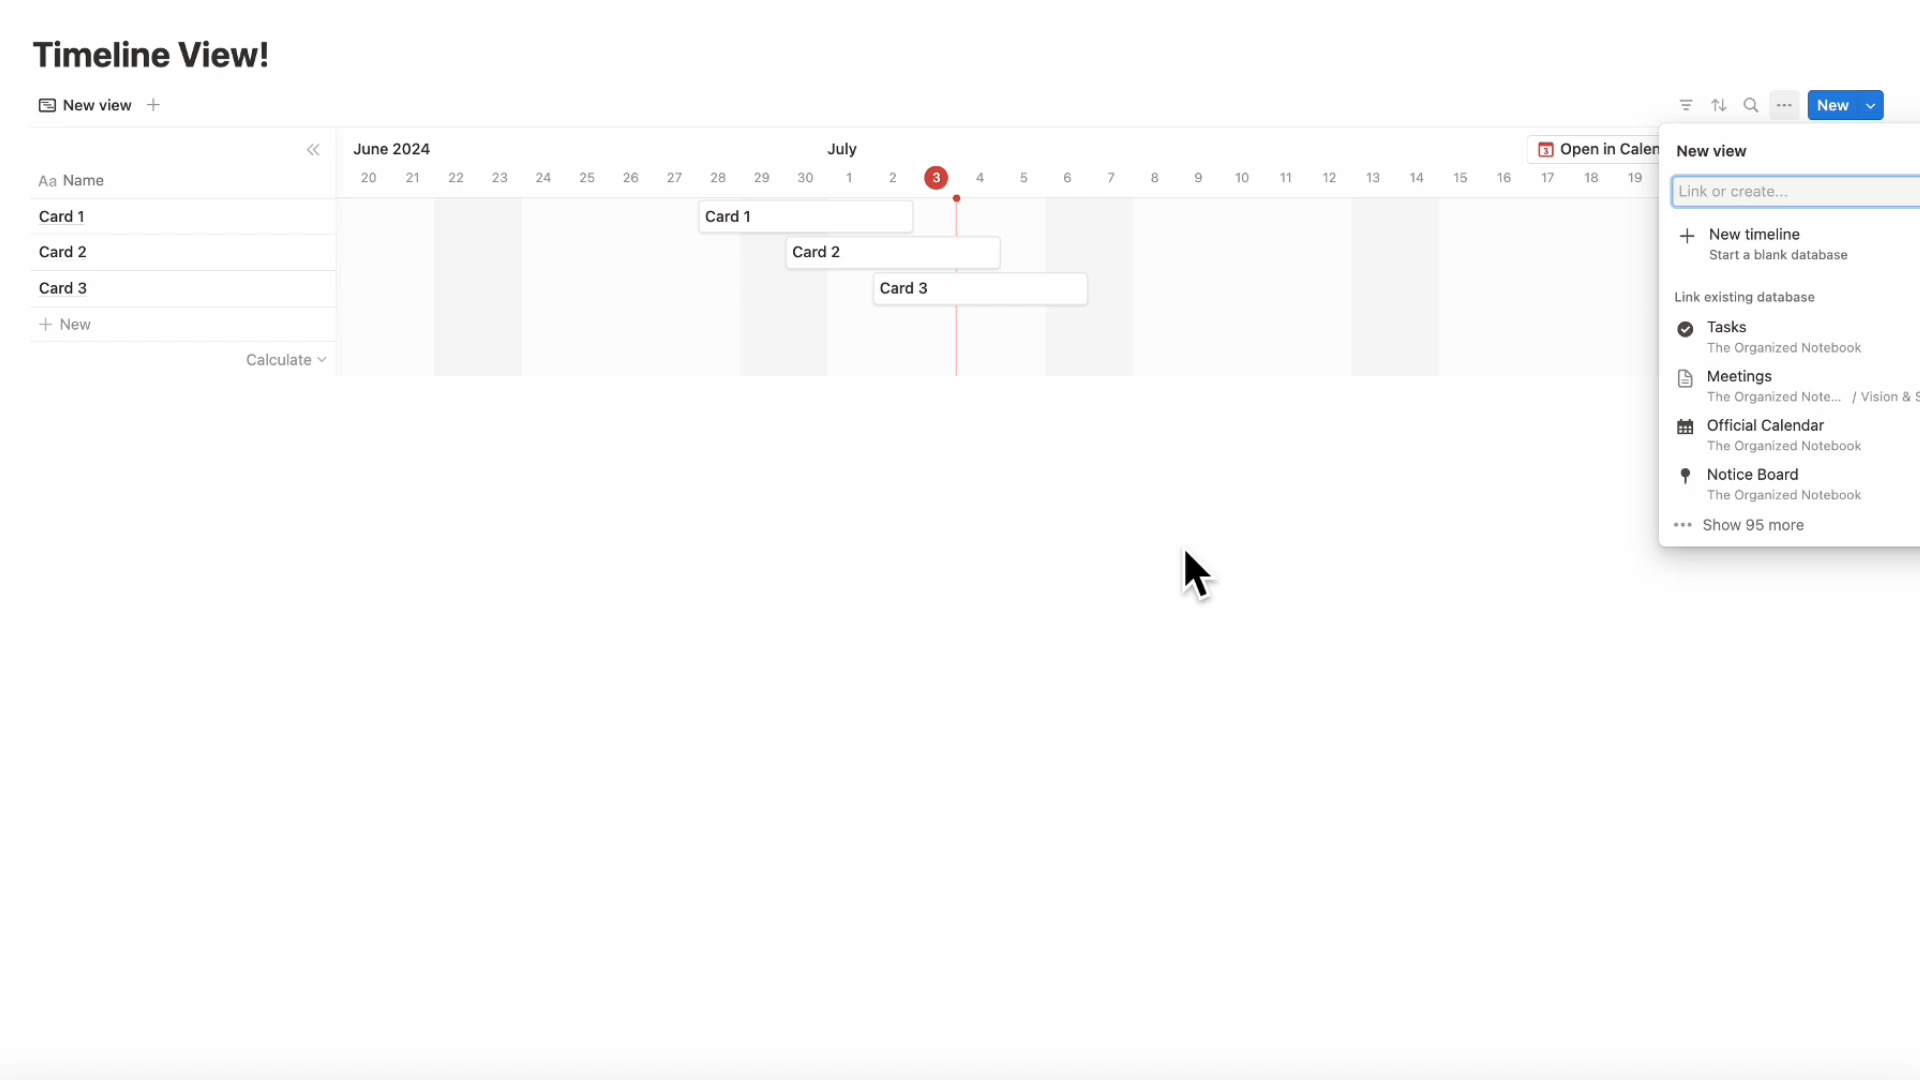 Timeline View!
New view
New
June 2024
July
Open in Calen
Aa Name
20 21 22 23 24 25 26 27 28 29 30 1 2 3 4 5 6 7 8 9 10 11 12 13 14 15 16 17 18 19
Card 1
Card 1
Card 2
Card 2
Card 3
Card 3
New
Calculate
New view
Link or create...
New timeline
Start a blank database
Link existing database
Tasks
The Organized Notebook
Meetings
The Organized Note... / Vision & S
Official Calendar
The Organized Notebook
Notice Board
The Organized Notebook
Show 95 more